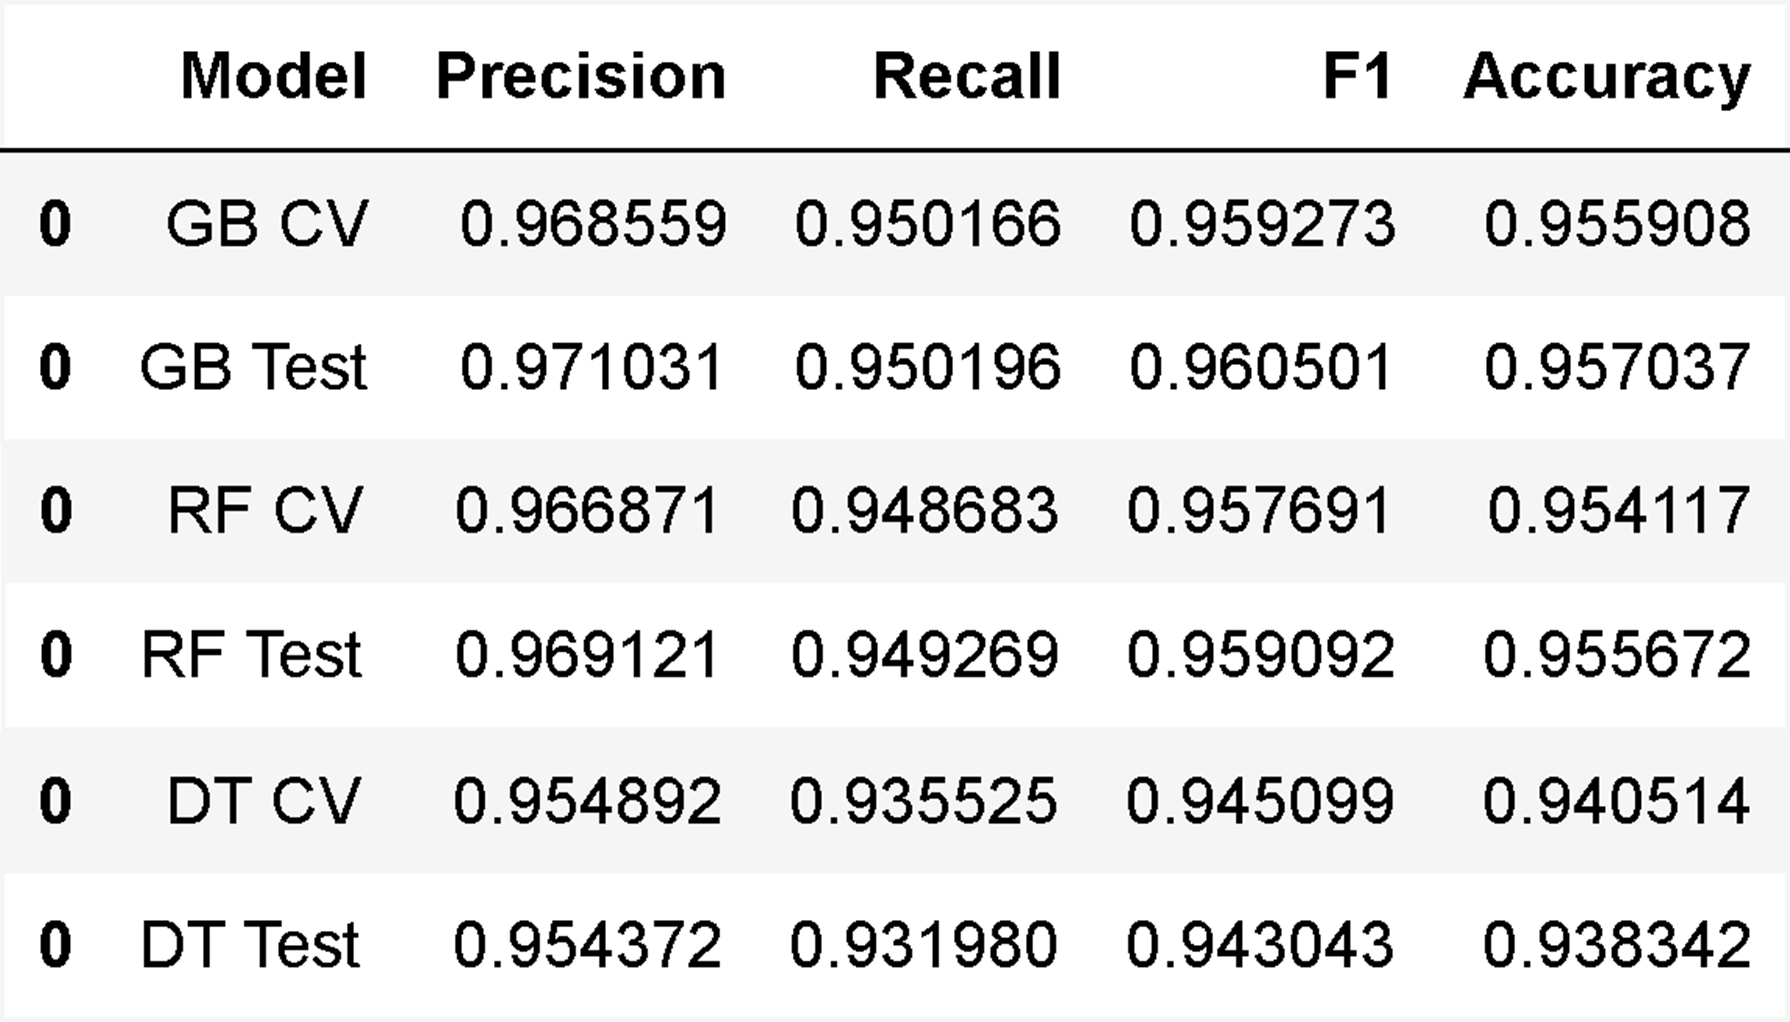 Model Precision Recall F1 Accuracy
0 GB CV 0.968559 0.950166 0.959273 0.955908
0 GB Test 0.971031 0.950196 0.960501 0.957037
0 RF CV 0.966871 0.948683 0.957691 0.954117
0 RF Test 0.969121 0.949269 0.959092 0.955672
0 DT CV 0.954892 0.935525 0.945099 0.940514
0 DT Test 0.954372 0.931980 0.943043 0.938342